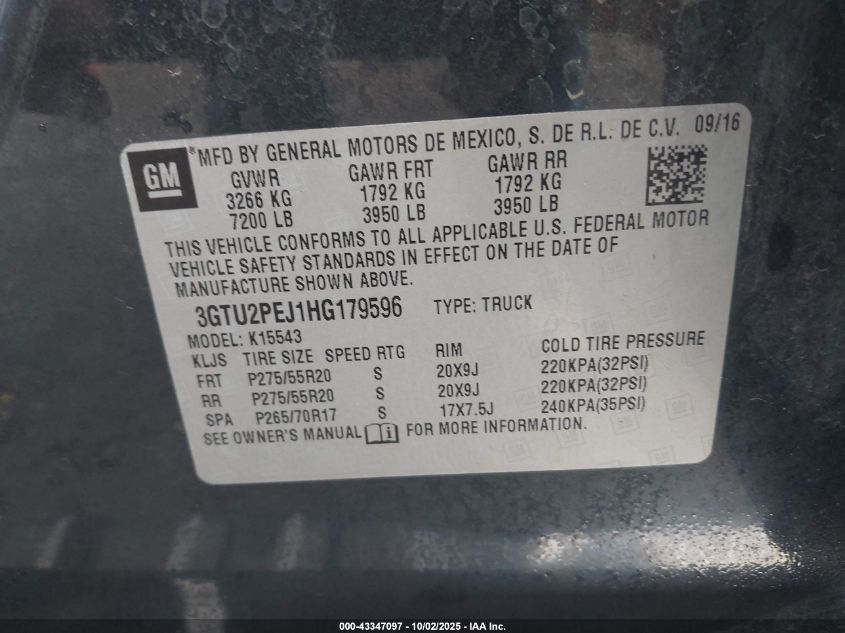 GM
®MFD BY GENERAL MOTORS DE MEXICO, S. DE R.L. DE C.V. 09/16
GVWR GAWR FRT GAWR RR
3266 KG 1792 KG 1792 KG
7200 LB 3950 LB 3950 LB
THIS VEHICLE CONFORMS TO ALL APPLICABLE U.S. FEDERAL MOTOR
VEHICLE SAFETY STANDARDS IN EFFECT ON THE DATE OF
MANUFACTURE SHOWN ABOVE.
3GTU2PEJ1HG179596 TYPE: TRUCK
MODEL: K15543
KLJS TIRE SIZE SPEED RTG RIM COLD TIRE PRESSURE
FRT P275/55R20 S 20X9J 220KPA(32PSI)
RR P275/55R20 S 20X9J 220KPA(32PSI)
SPA P265/70R17 S 17X7.5J 240KPA(35PSI)
SEE OWNER'S MANUAL FOR MORE INFORMATION.
000-43347097 - 10/02/2025 - IAA Inc.